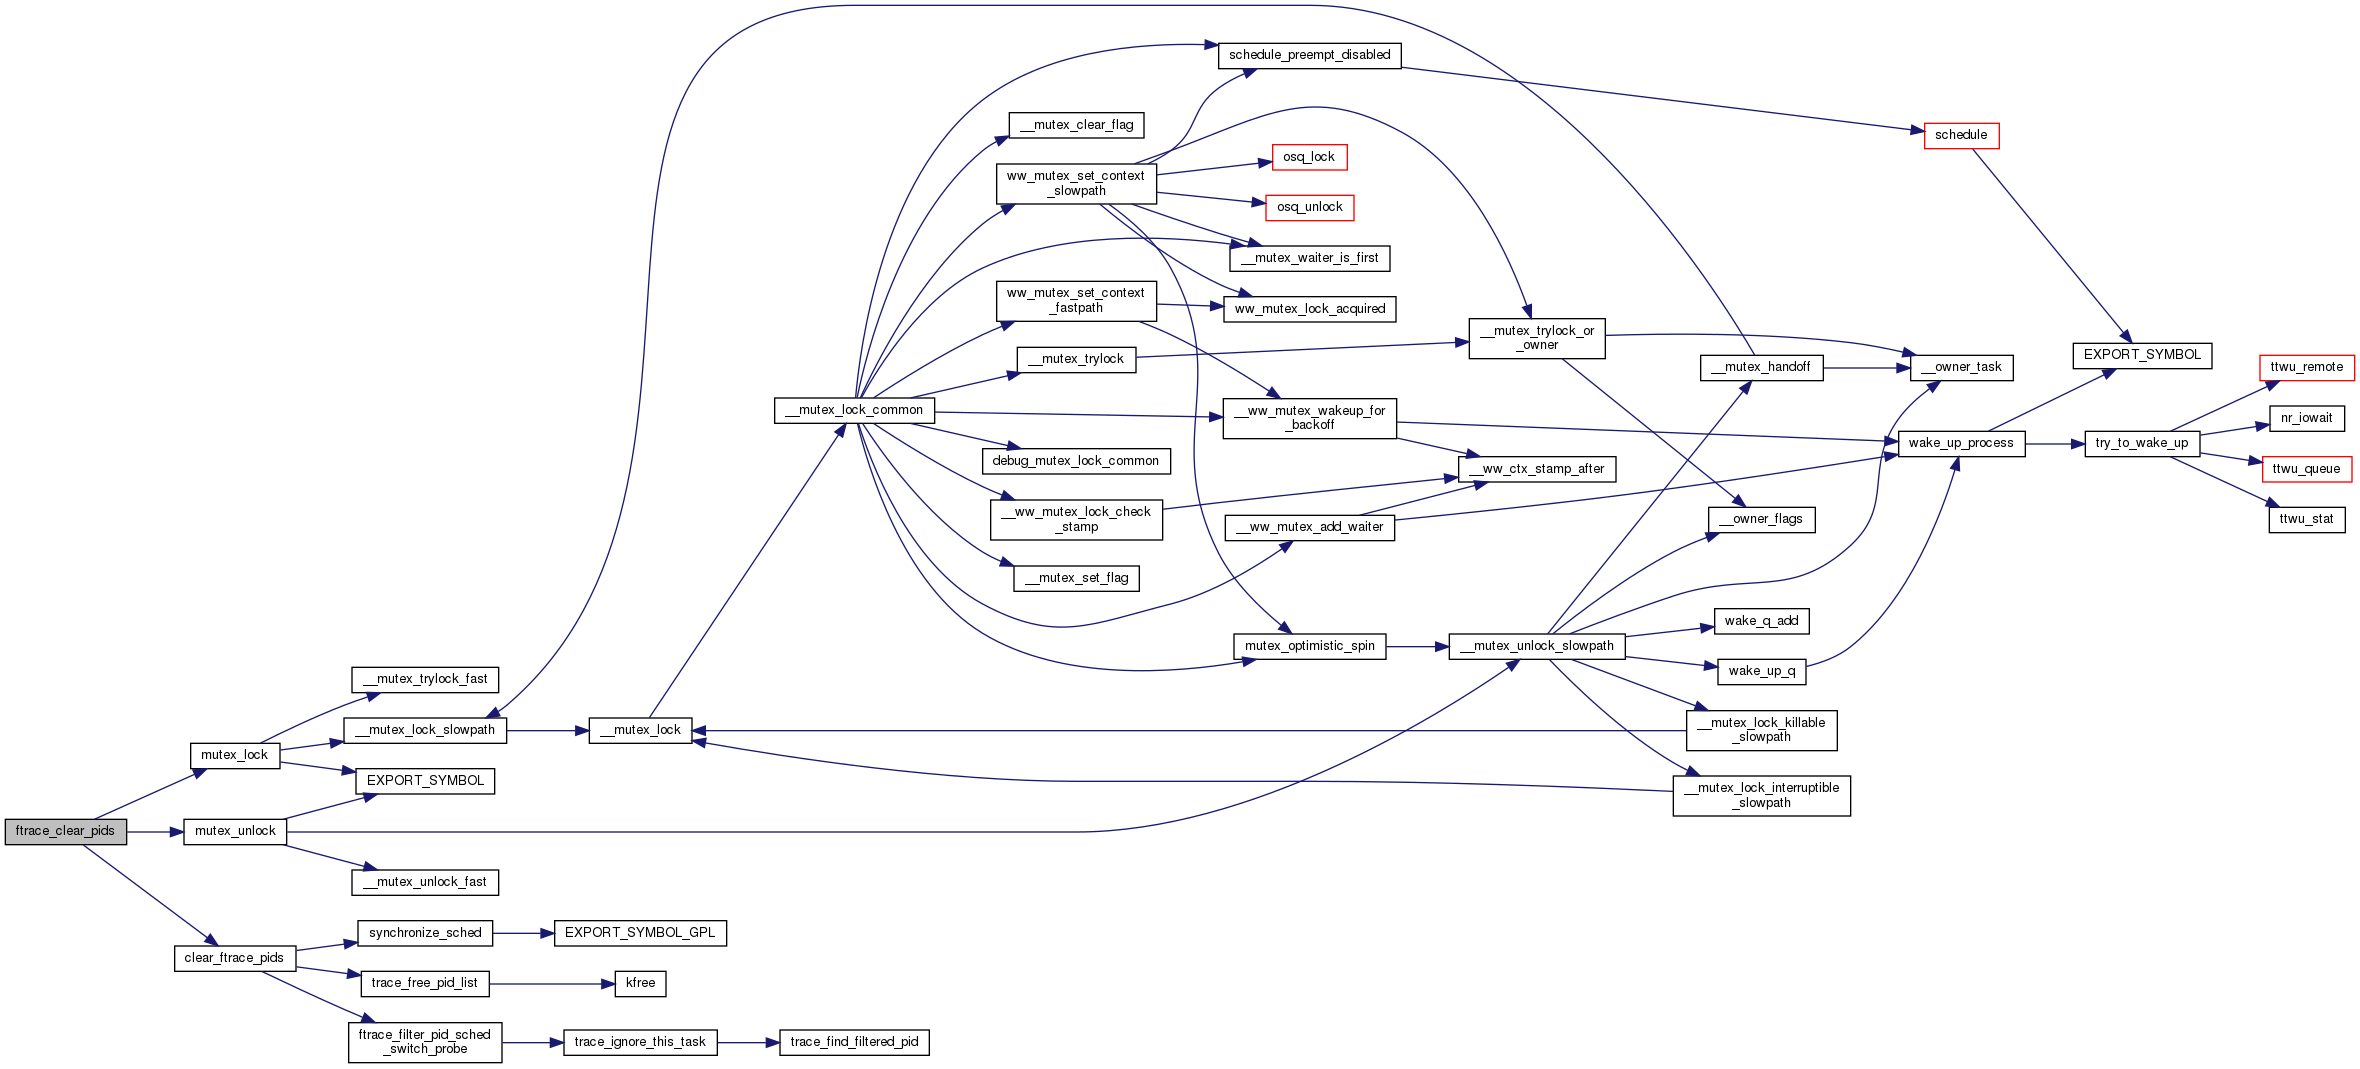 schedule_preempt_disabled
__mutex_clear_flag
schedule
osq_lock
ww_mutex_set_context
_slowpath
osq_unlock
__mutex_waiter_is_first
ww_mutex_set_context
_fastpath
ww_mutex_lock_acquired
__mutex_trylock_or
_owner
__mutex_trylock
EXPORT_SYMBOL
__mutex_handoff
__owner_task
ttwu_remote
__mutex_lock_common
__ww_mutex_wakeup_for
_backoff
nr_iowait
wake_up_process
try_to_wake_up
debug_mutex_lock_common
__ww_ctx_stamp_after
ttwu_queue
__ww_mutex_lock_check
_stamp
__ww_mutex_add_waiter
__owner_flags
ttwu_stat
__mutex_set_flag
wake_q_add
mutex_optimistic_spin
__mutex_unlock_slowpath
wake_up_q
__mutex_trylock_fast
__mutex_lock_slowpath
__mutex_lock
__mutex_lock_killable
_slowpath
mutex_lock
EXPORT_SYMBOL
__mutex_lock_interruptible
_slowpath
ftrace_clear_pids
mutex_unlock
__mutex_unlock_fast
synchronize_sched
EXPORT_SYMBOL_GPL
clear_ftrace_pids
trace_free_pid_list
kfree
ftrace_filter_pid_sched
_switch_probe
trace_ignore_this_task
trace_find_filtered_pid